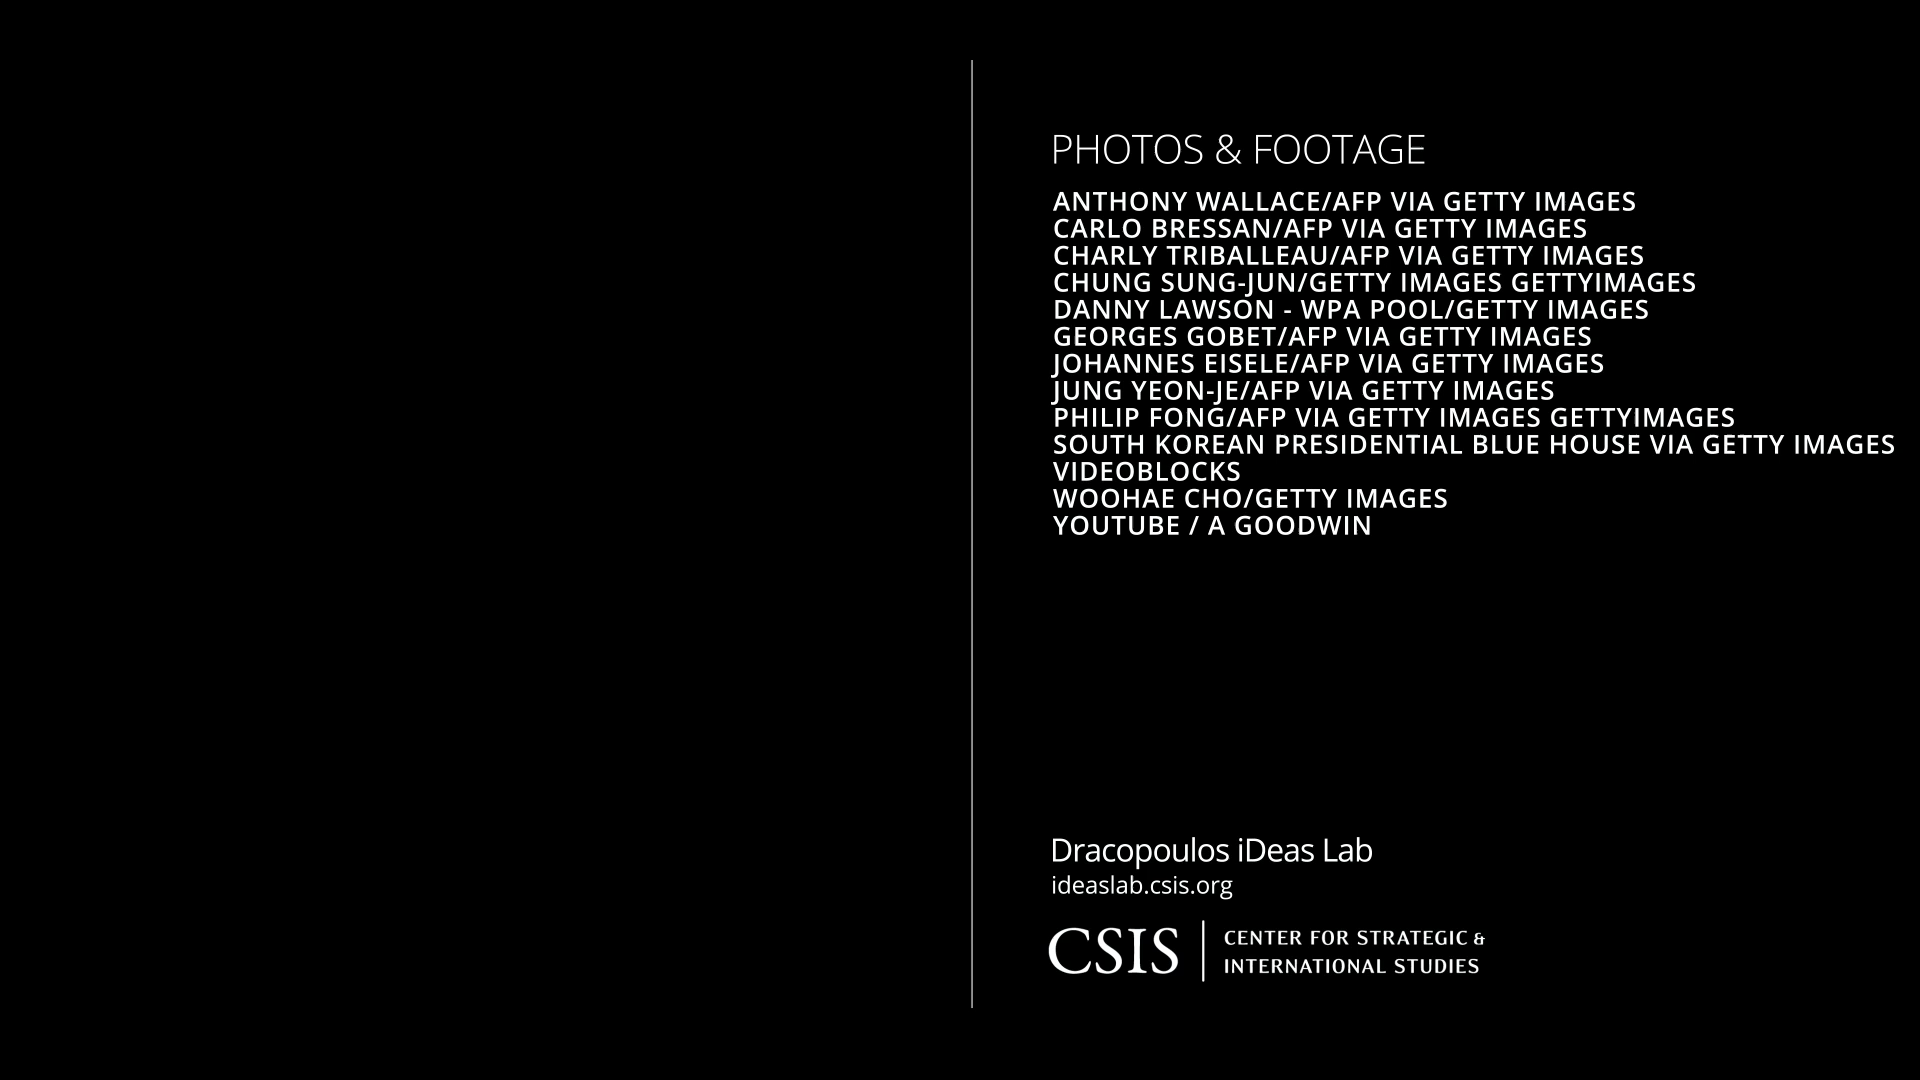 PHOTOS & FOOTAGE
ANTHONY WALLACE/AFP VIA GETTY IMAGES
CARLO BRESSAN/AFP VIA GETTY IMAGES
CHARLY TRIBALLEAU/AFP VIA GETTY IMAGES
CHUNG SUNG-JUN/GETTY IMAGES GETTYIMAGES
DANNY LAWSON - WPA POOL/GETTY IMAGES
GEORGES GOBET/AFP VIA GETTY IMAGES
JOHANNES EISELE/AFP VIA GETTY IMAGES
JUNG YEON-JE/AFP VIA GETTY IMAGES
PHILIP FONG/AFP VIA GETTY IMAGES GETTYIMAGES
SOUTH KOREAN PRESIDENTIAL BLUE HOUSE VIA GETTY IMAGES
VIDEOBLOCKS
WOOHAE CHO/GETTY IMAGES
YOUTUBE / A GOODWIN
Dracopoulos iDeas Lab
ideaslab.csis.org
CSIS
CENTER FOR STRATEGIC &
INTERNATIONAL STUDIES